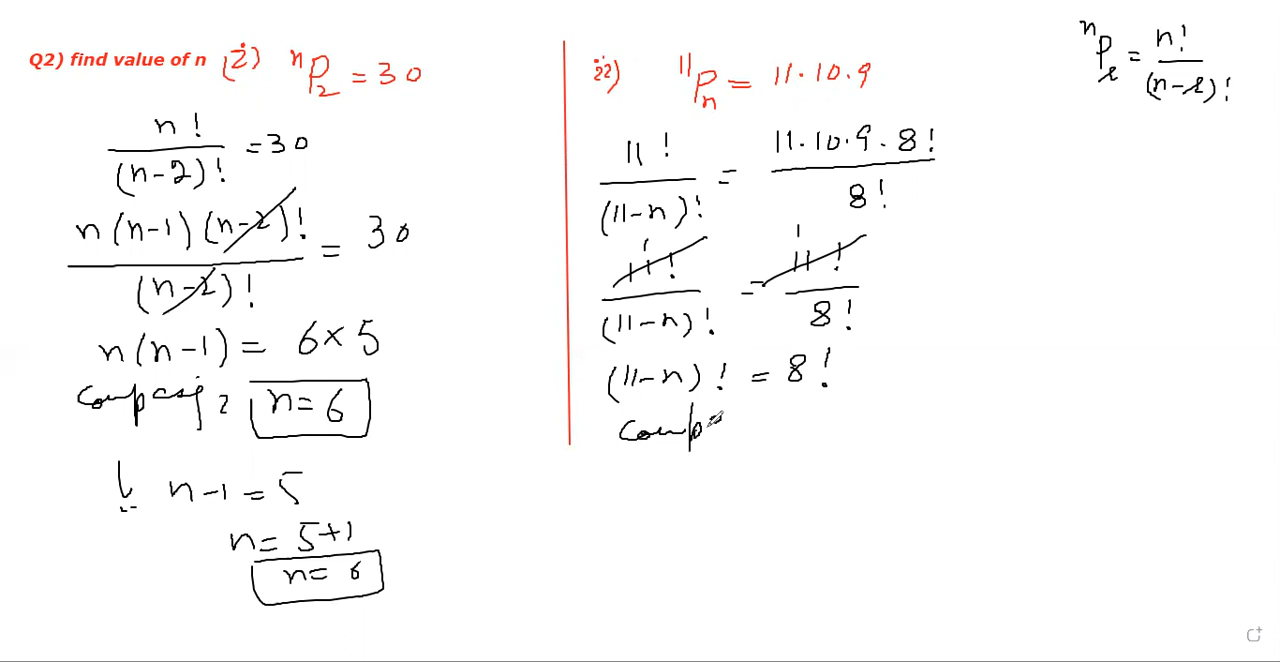 Q2) find value of n (i) ⁿP₂ = 30
n! / (n-2)! = 30
n(n-1)(n-2)! / (n-2)! = 30
n(n-1) = 6×5
n = 6
n-1 = 5
n = 5+1
n = 6
ii) ¹¹Pₙ = 11.10.9
11! / (11-n)! = 11.10.9.8! / 8!
11! / (11-n)! = 11! / 8!
(11-n)! = 8!
comp
ⁿPᵣ = n! / (n-r)!